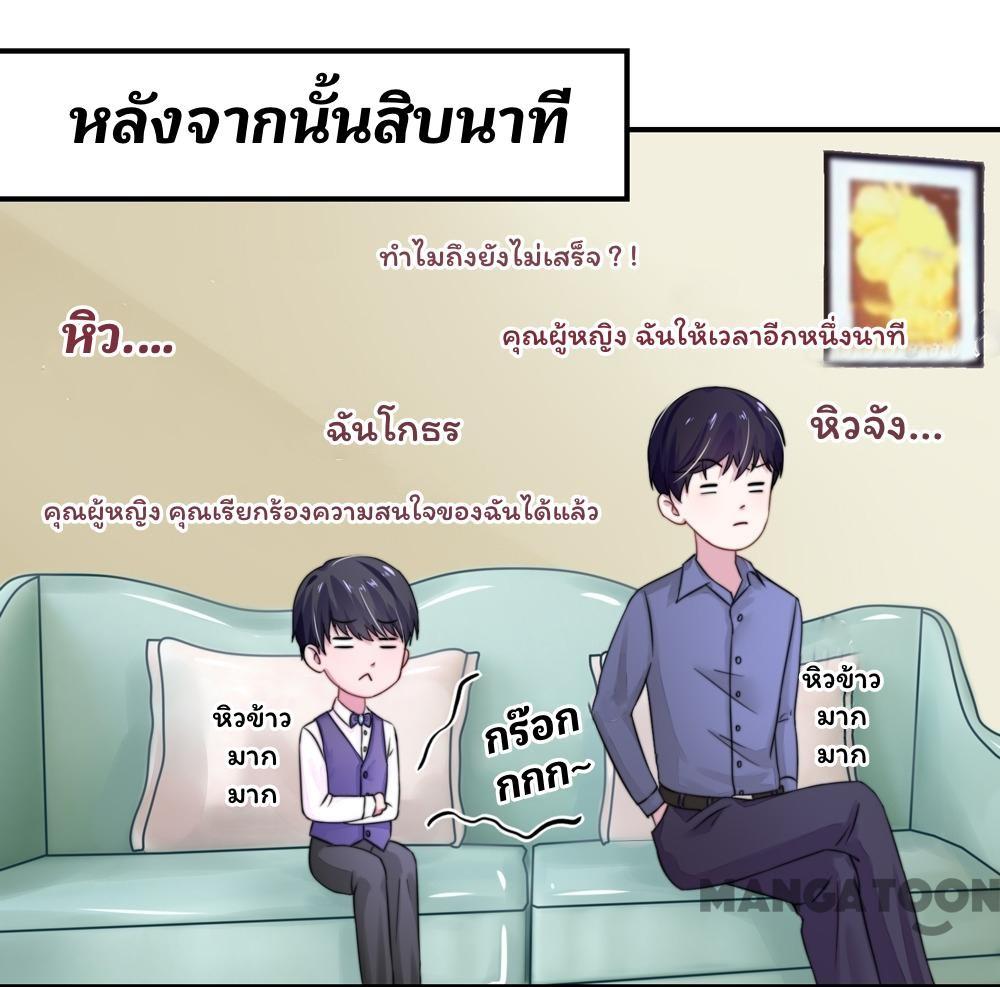 หลังจากนั้นสิบนาที
ทำไมถึงยังไม่เสร็จ ? !
หิว....
คุณผู้หญิง ฉันให้เวลาอีกหนึ่งนาที
ฉันโกธร
หิวจัง...
คุณผู้หญิง คุณเรียกร้องความสนใจของฉันได้แล้ว
หิวข้าว
มาก
มาก
กร๊อก
กกก~
หิวข้าว
มาก
มาก
MANGATOON